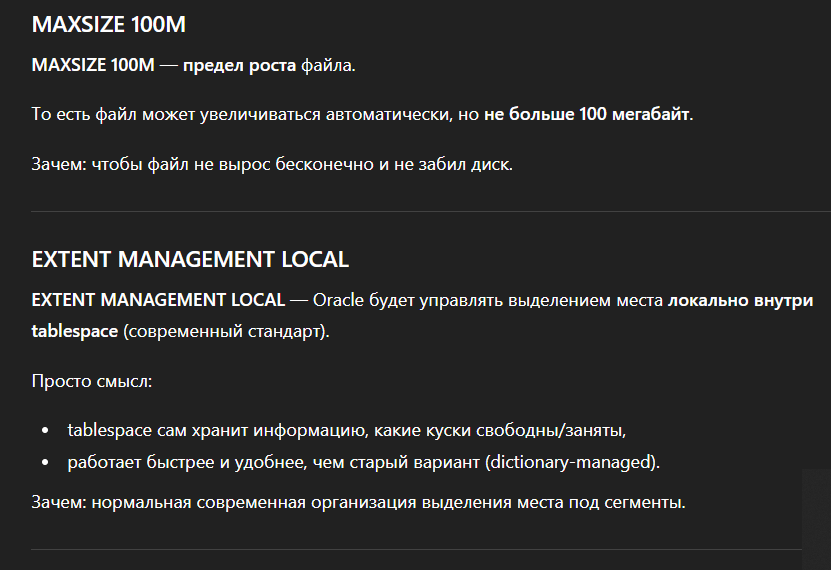 MAXSIZE 100M
MAXSIZE 100M — предел роста файла.
То есть файл может увеличиваться автоматически, но не больше 100 мегабайт.
Зачем: чтобы файл не вырос бесконечно и не забил диск.
EXTENT MANAGEMENT LOCAL
EXTENT MANAGEMENT LOCAL — Oracle будет управлять выделением места локально внутри
tablespace (современный стандарт).
Просто смысл:
• tablespace сам хранит информацию, какие куски свободны/заняты,
• работает быстрее и удобнее, чем старый вариант (dictionary-managed).
Зачем: нормальная современная организация выделения места под сегменты.